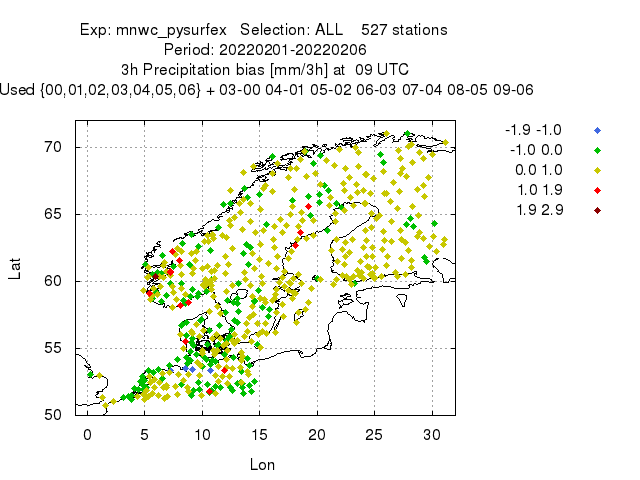 Exp: mnwc_pysurfex   Selection: ALL    527 stations
Period: 20220201-20220206
3h Precipitation bias [mm/3h] at  09 UTC
Used {00,01,02,03,04,05,06} + 03-00 04-01 05-02 06-03 07-04 08-05 09-06
-1.9 -1.0
-1.0 0.0
0.0 1.0
1.0 1.9
1.9 2.9
70
65
60
55
50
Lat
0 5 10 15 20 25 30
Lon